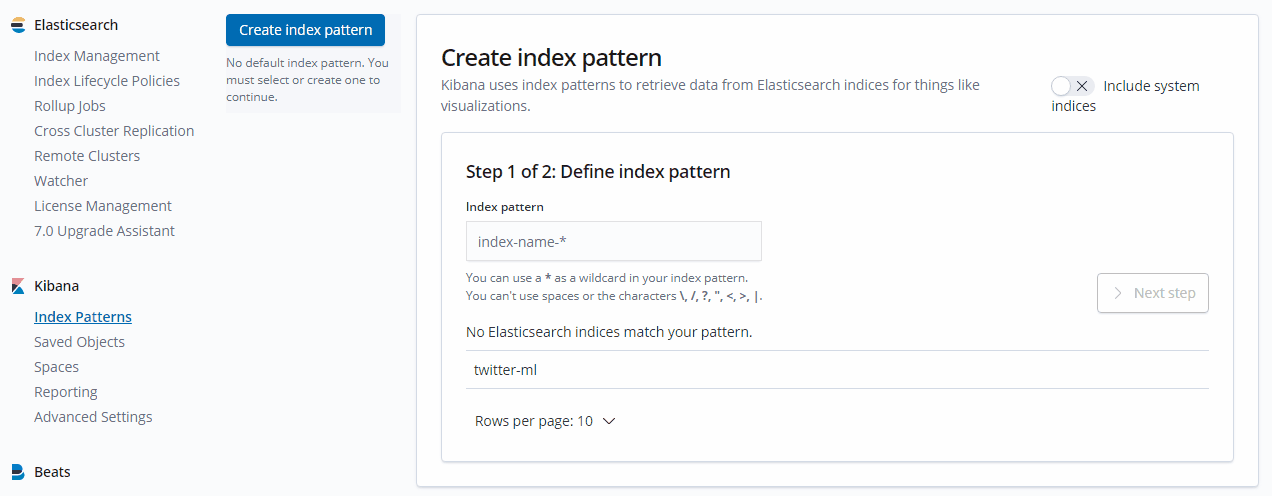 Elasticsearch
Index Management
Index Lifecycle Policies
Rollup Jobs
Cross Cluster Replication
Remote Clusters
Watcher
License Management
7.0 Upgrade Assistant
Kibana
Index Patterns
Saved Objects
Spaces
Reporting
Advanced Settings
Beats
Create index pattern
No default index pattern. You
must select or create one to
continue.
Create index pattern
Kibana uses index patterns to retrieve data from Elasticsearch indices for things like
visualizations.
Include system
indices
Step 1 of 2: Define index pattern
Index pattern
index-name-*
You can use a * as a wildcard in your index pattern.
You can't use spaces or the characters \, /, ?, ", <, >, |.
Next step
No Elasticsearch indices match your pattern.
twitter-ml
Rows per page: 10